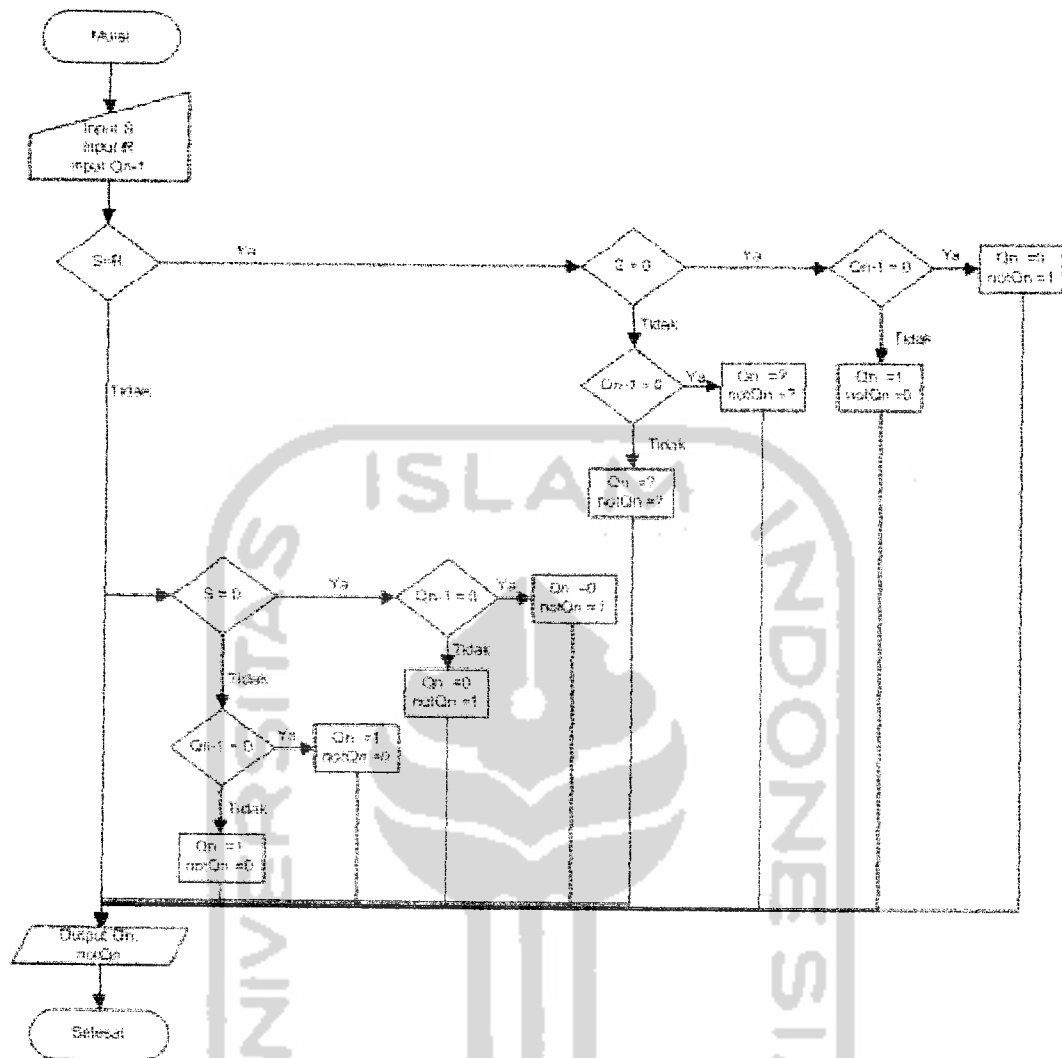 Mulai
Input S
Input R
input Qn-1
S=R
Ya
S = 0
Ya
Qn-1 = 0
Ya
Qn =0
notQn =1
Tidak
Tidak
Tidak
Qn-1 = 0
Ya
Qn =?
notQn =?
Qn =1
notQn =0
Tidak
Qn =?
notQn =?
S = 0
Ya
Qn-1 = 0
Ya
Qn =0
notQn =1
Tidak
Tidak
Qn =0
notQn =1
Qn-1 = 0
Ya
Qn =1
notQn =0
Tidak
Qn =1
notQn =0
Output Qn,
notQn
Selesai
ISLAM
UNIVERSITAS
INDONESI